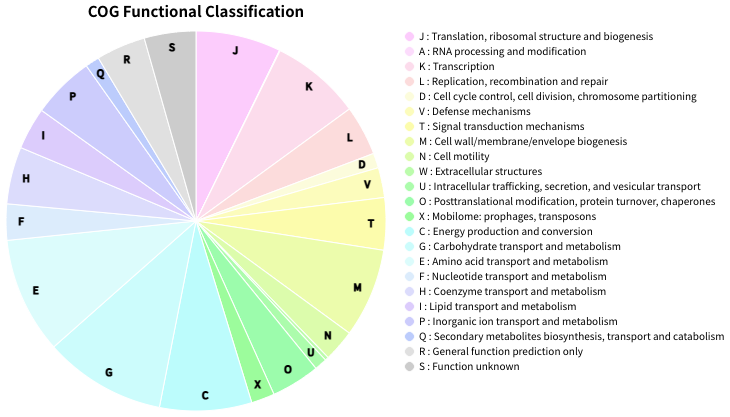 COG Functional Classification
J
K
L
D
V
T
M
N
U
O
X
C
G
E
F
H
I
P
Q
R
S
J : Translation, ribosomal structure and biogenesis
A : RNA processing and modification
K : Transcription
L : Replication, recombination and repair
D : Cell cycle control, cell division, chromosome partitioning
V : Defense mechanisms
T : Signal transduction mechanisms
M : Cell wall/membrane/envelope biogenesis
N : Cell motility
W : Extracellular structures
U : Intracellular trafficking, secretion, and vesicular transport
O : Posttranslational modification, protein turnover, chaperones
X : Mobilome: prophages, transposons
C : Energy production and conversion
G : Carbohydrate transport and metabolism
E : Amino acid transport and metabolism
F : Nucleotide transport and metabolism
H : Coenzyme transport and metabolism
I : Lipid transport and metabolism
P : Inorganic ion transport and metabolism
Q : Secondary metabolites biosynthesis, transport and catabolism
R : General function prediction only
S : Function unknown